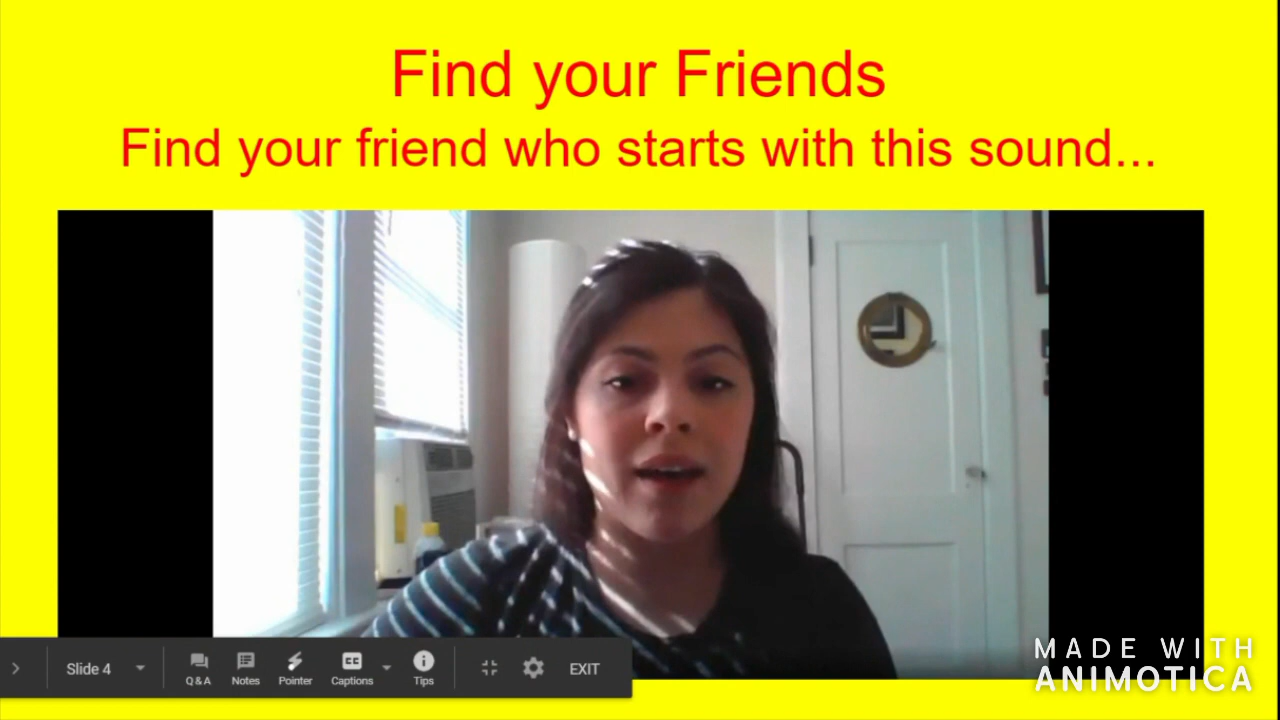 Find your Friends
Find your friend who starts with this sound...
Slide 4
Q & A
Notes
Pointer
Captions
Tips
EXIT
MADE WITH
ANIMOTICA